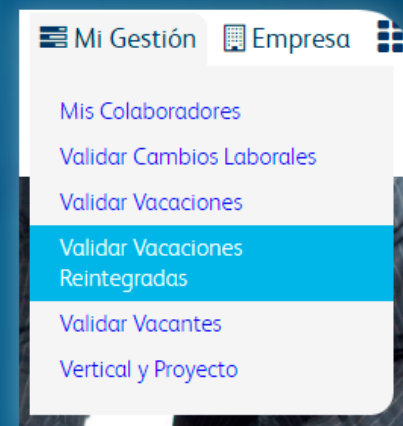 Mi Gestión Empresa
Mis Colaboradores
Validar Cambios Laborales
Validar Vacaciones
Validar Vacaciones
Reintegradas
Validar Vacantes
Vertical y Proyecto